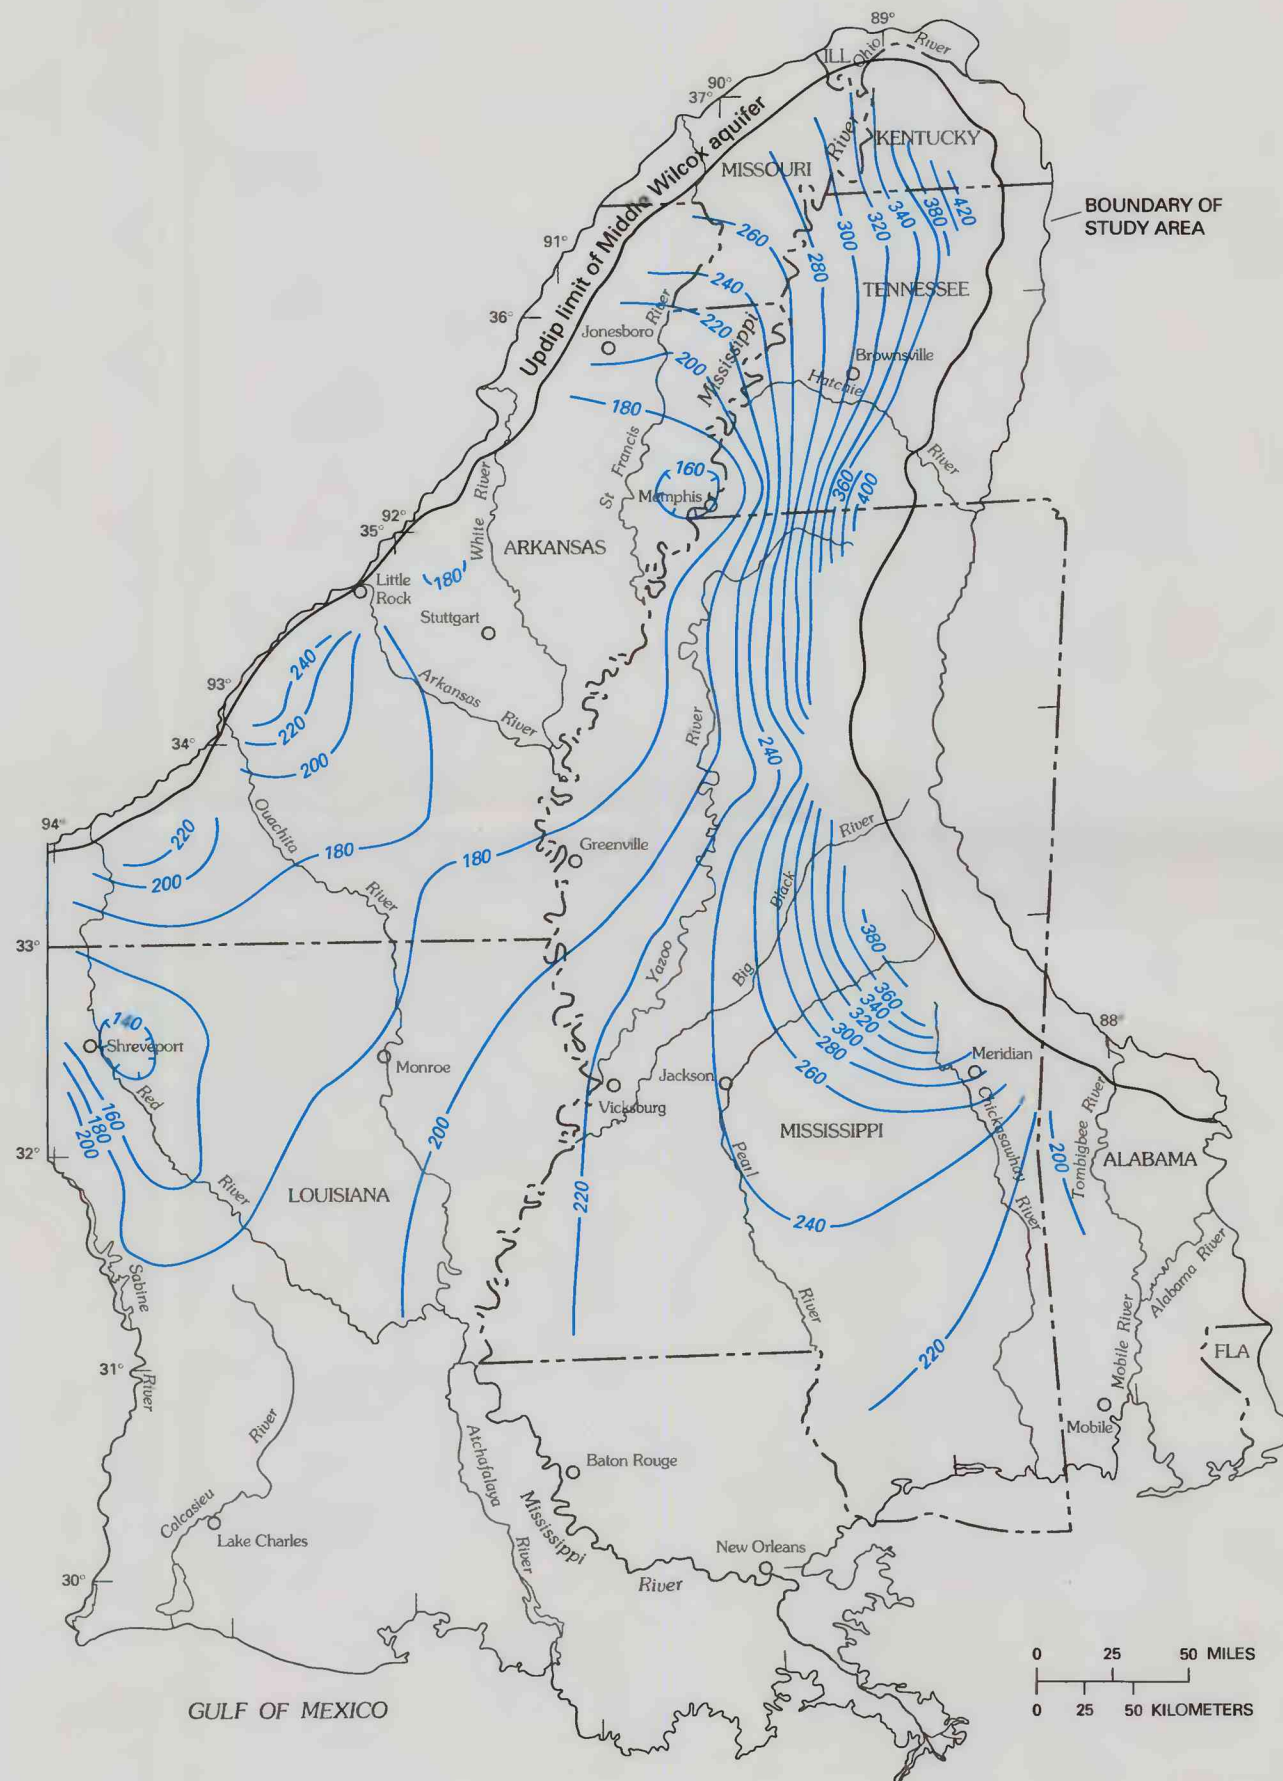 89°
ILL
Ohio
River
90°
37°
Updip limit of Middle Wilcox aquifer
River
KENTUCKY
MISSOURI
420
380
340
320
300
280
260
BOUNDARY OF
STUDY AREA
91°
240
TENNESSEE
36°
Jonesboro
River
220
Mississippi
200
Brownsville
Hatchie
180
River
St Francis
160
Memphis
360
400
White River
92°
35°
ARKANSAS
Little
Rock
180
Stuttgart
240
93°
Arkansas
River
220
River
34°
200
240
94°
220
Ouachita
180
180
Greenville
River
200
River
Black
33°
380
Yazoo
Big
360
340
320
300
280
260
88°
140
Shreveport
Monroe
Jackson
Meridian
Red
Vicksburg
160
180
200
200
Chickasawhay
River
MISSISSIPPI
Tombigbee River
200
ALABAMA
32°
River
LOUISIANA
Pearl
220
240
Sabine
River
River
Alabama River
220
FLA
31°
Mobile River
River
Mobile
Atchafalaya
River
Baton Rouge
Mississippi
Calcasieu
Lake Charles
New Orleans
River
30°
0 25 50 MILES
0 25 50 KILOMETERS
GULF OF MEXICO